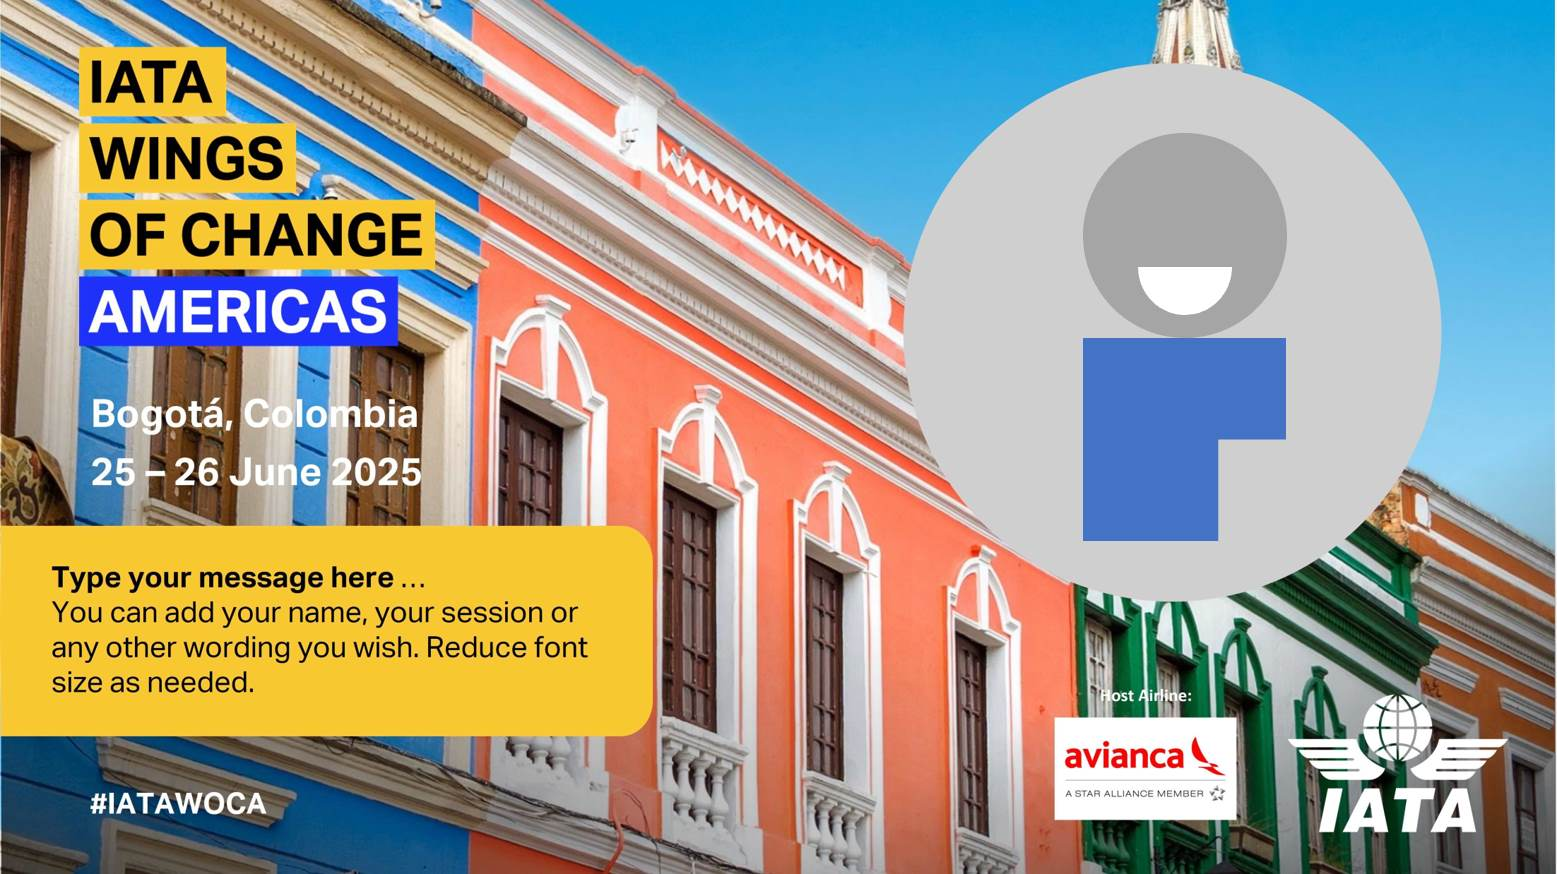 IATA
WINGS
OF CHANGE
AMERICAS
Bogotá, Colombia
25 – 26 June 2025
Type your message here …
You can add your name, your session or
any other wording you wish. Reduce font
size as needed.
#IATAWOCA
Host Airline:
avianca
A STAR ALLIANCE MEMBER
IATA